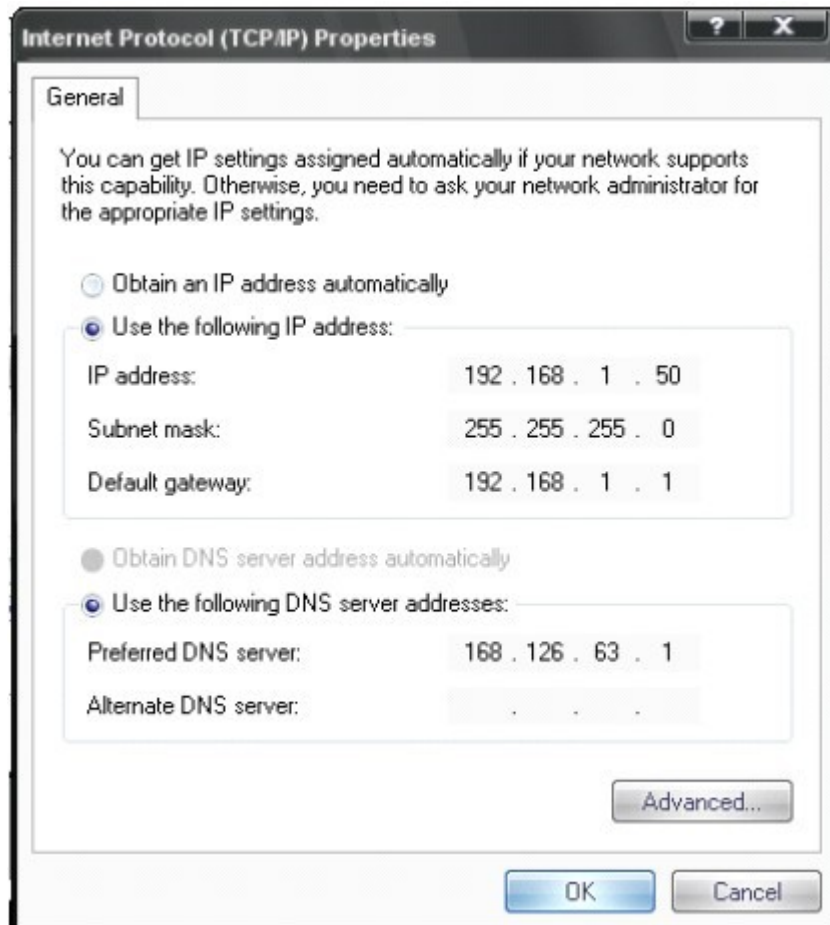 Internet Protocol (TCP/IP) Properties
? X
General
You can get IP settings assigned automatically if your network supports
this capability. Otherwise, you need to ask your network administrator for
the appropriate IP settings.
Obtain an IP address automatically
Use the following IP address:
IP address: 192 . 168 . 1 . 50
Subnet mask: 255 . 255 . 255 . 0
Default gateway: 192 . 168 . 1 . 1
Obtain DNS server address automatically
Use the following DNS server addresses:
Preferred DNS server: 168 . 126 . 63 . 1
Alternate DNS server: . . .
Advanced...
OK Cancel